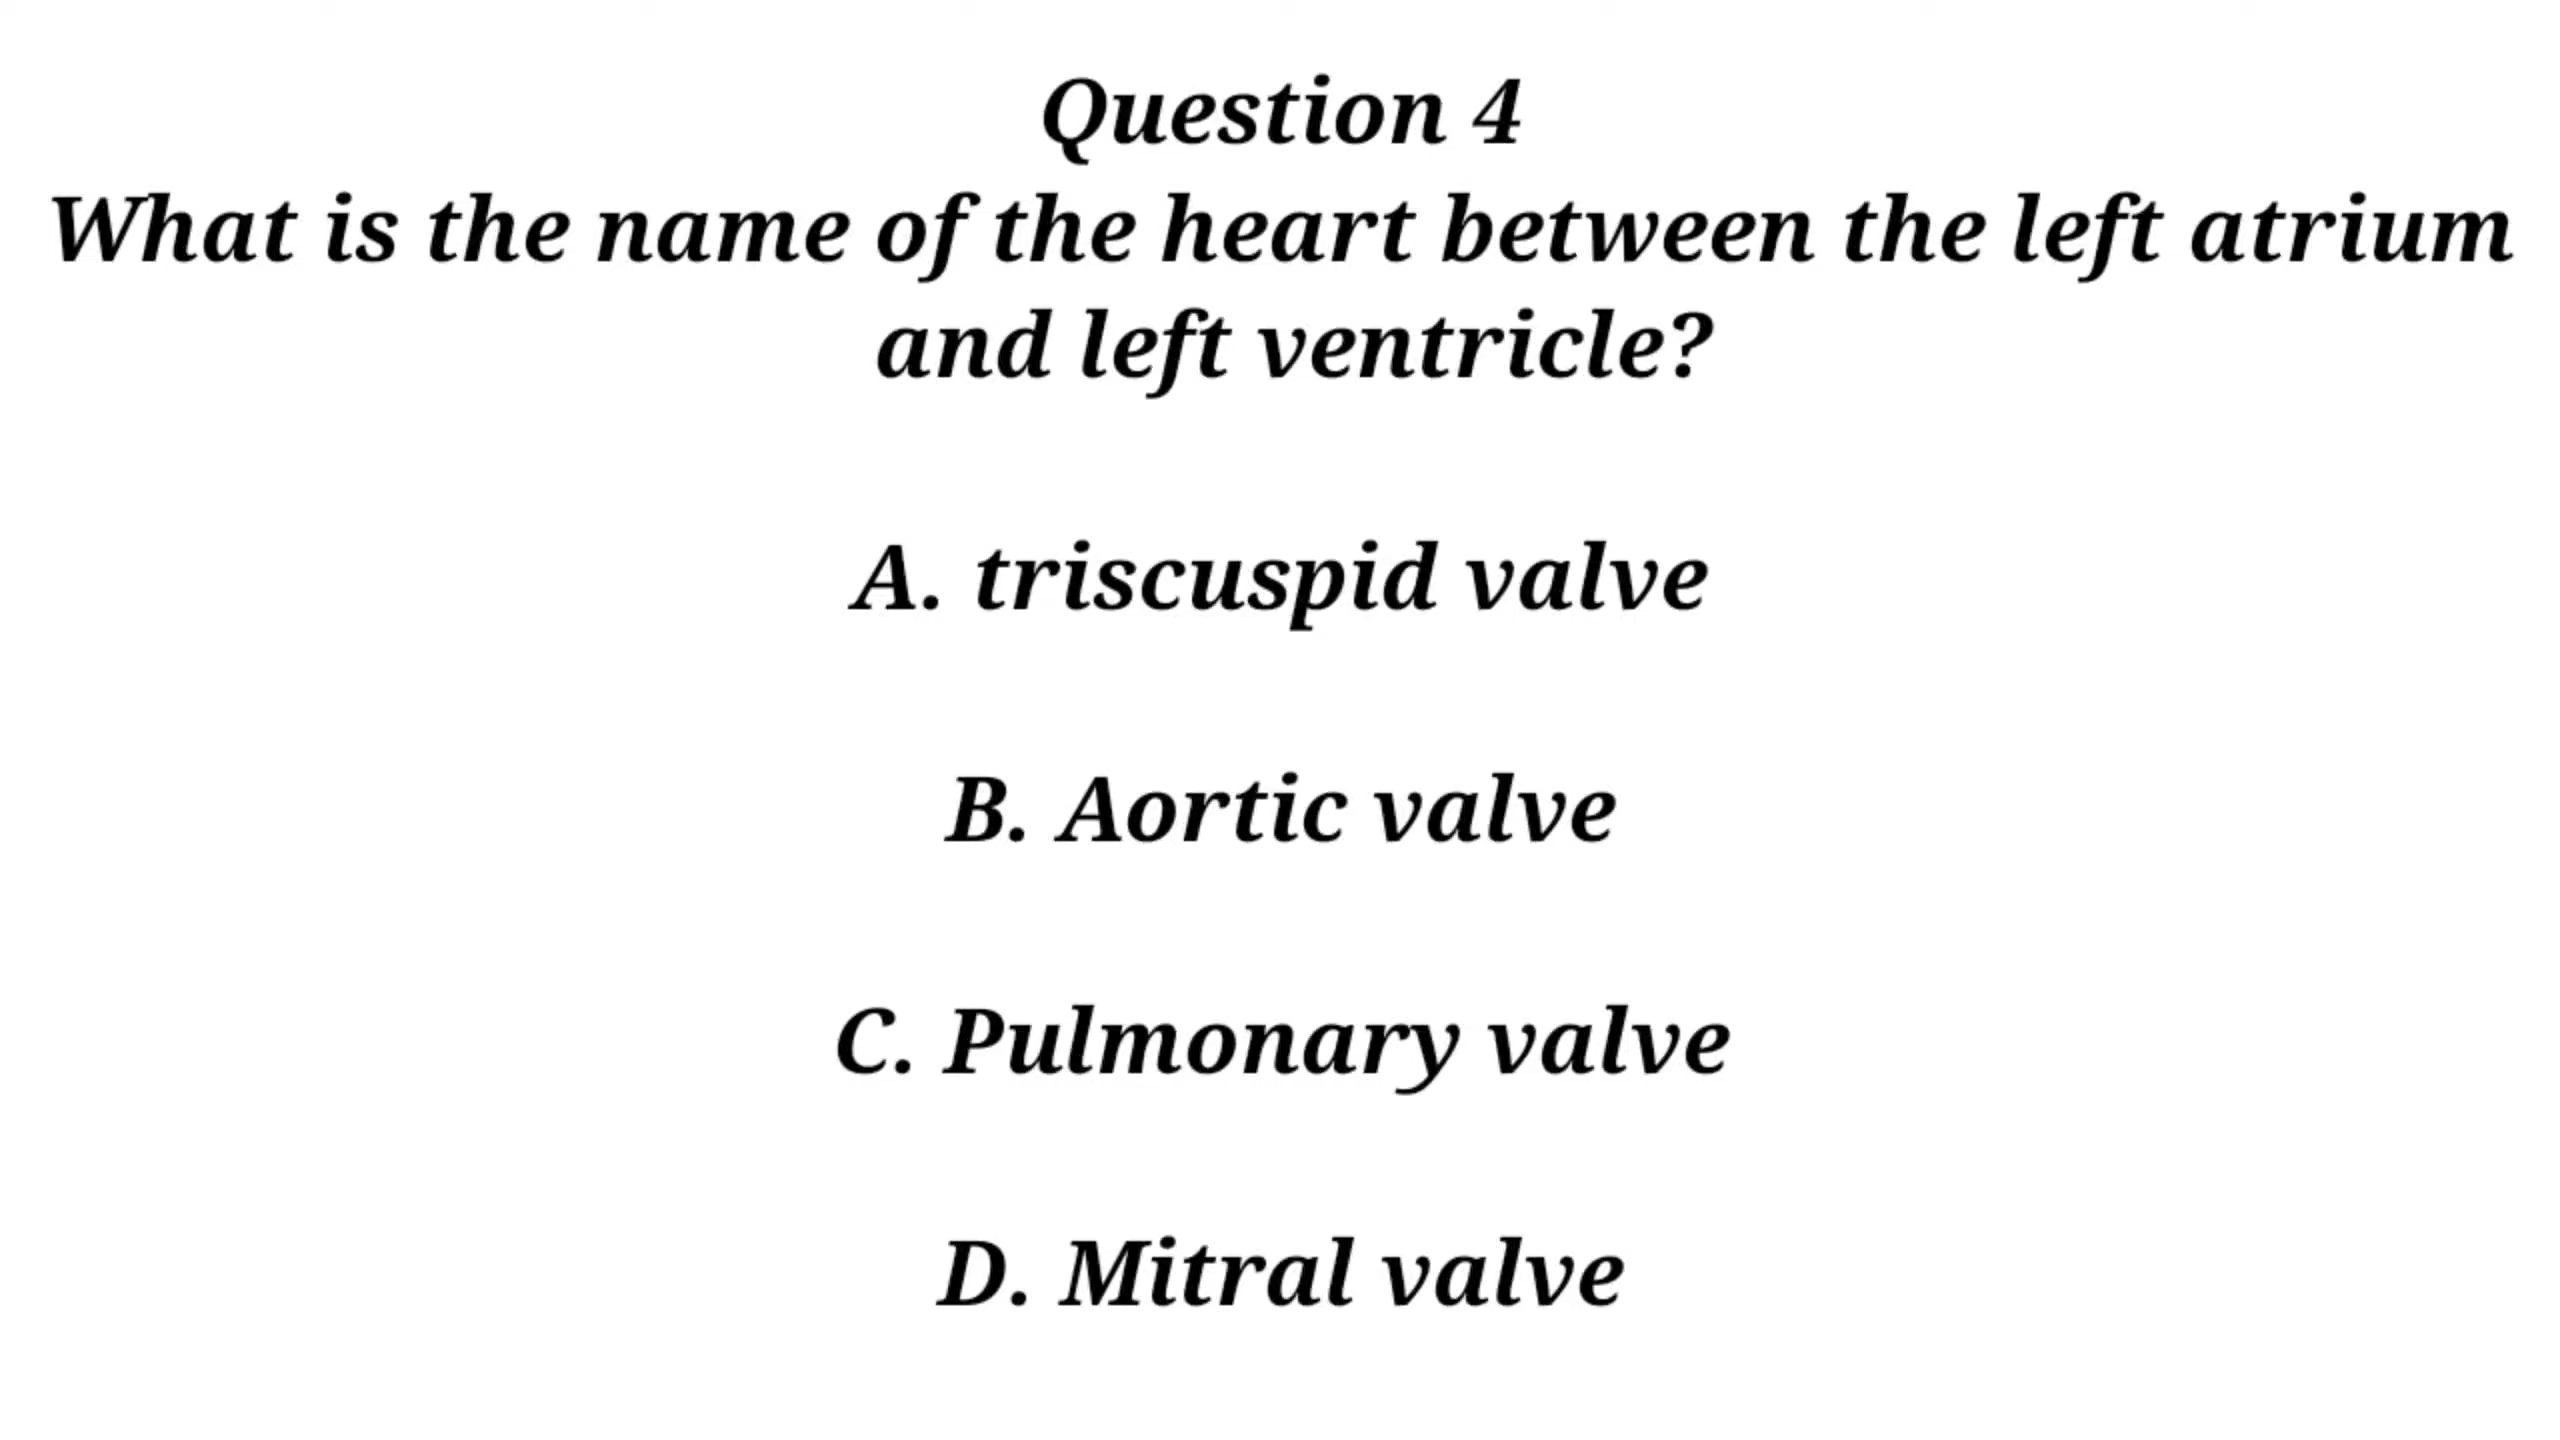 Question 4
What is the name of the heart between the left atrium
and left ventricle?
A. triscuspid valve
B. Aortic valve
C. Pulmonary valve
D. Mitral valve